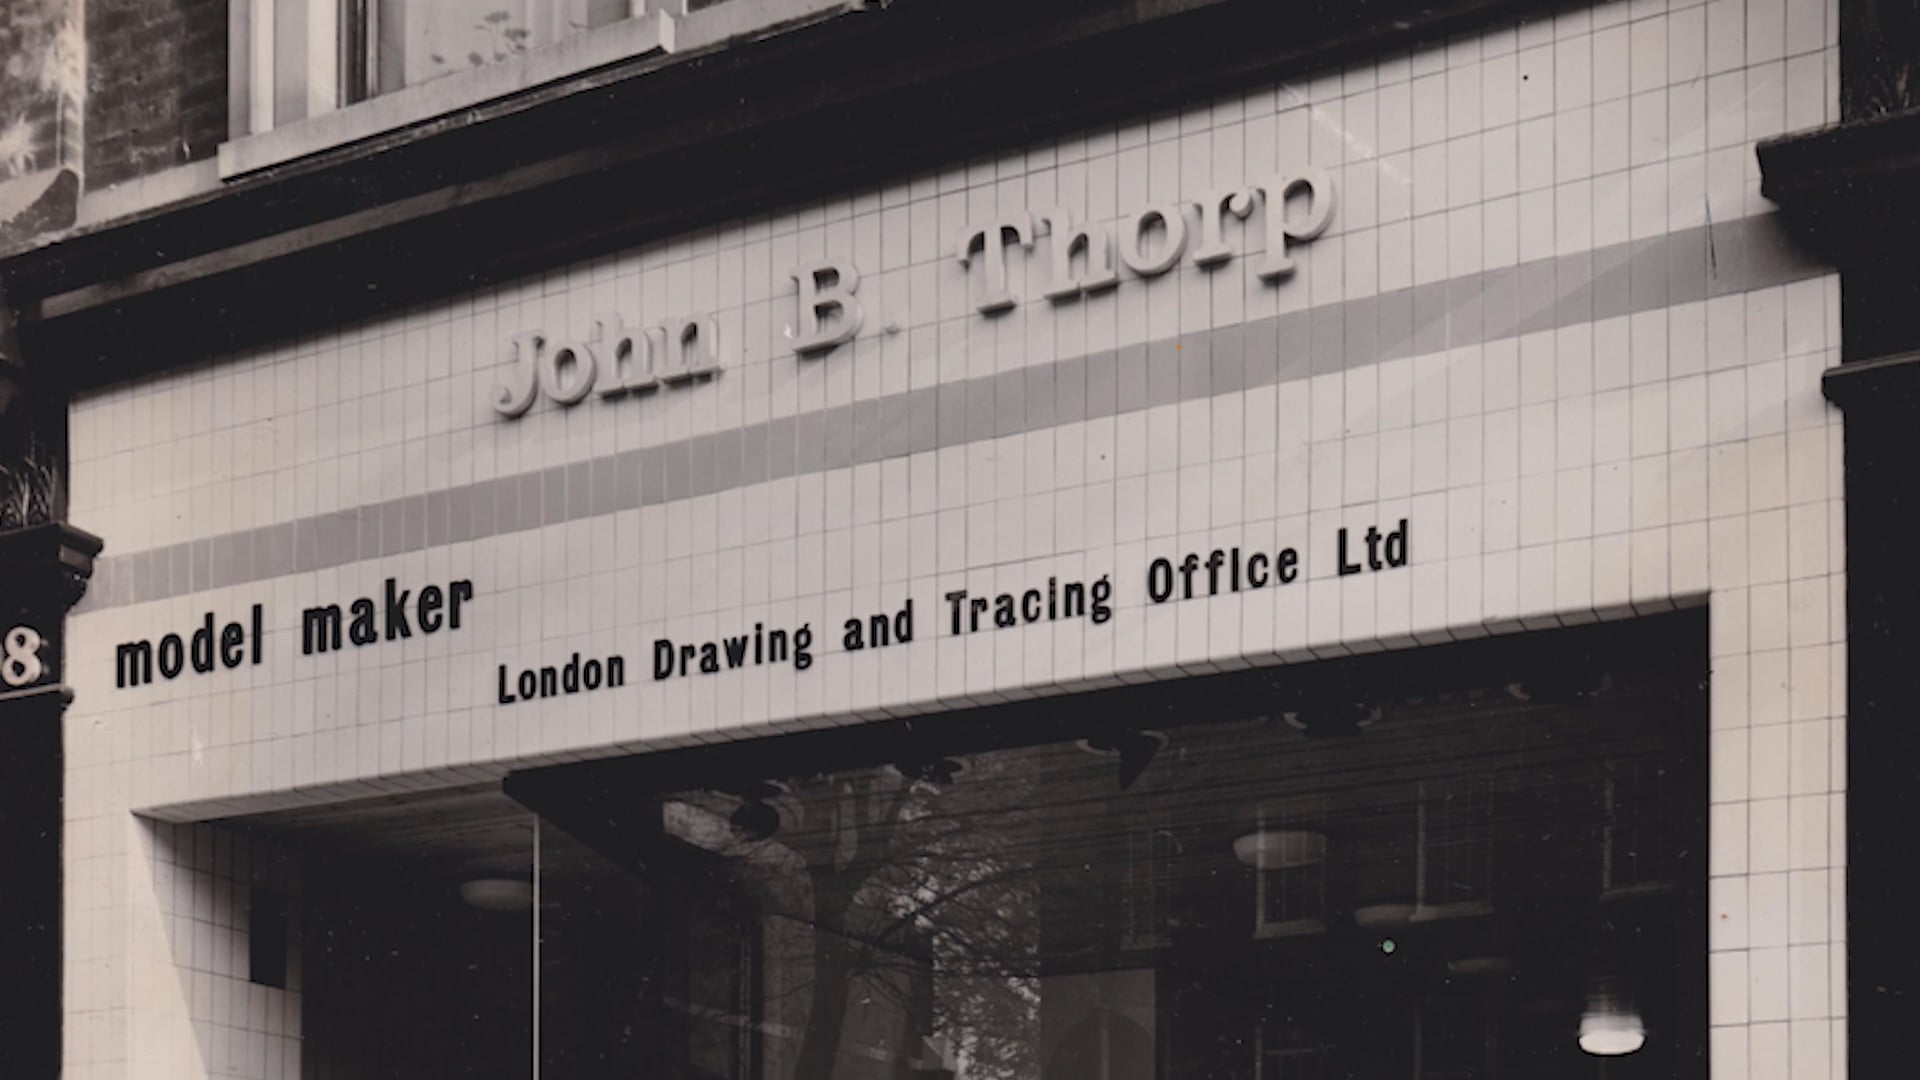 John B. Thorp
model maker
London Drawing and Tracing Office Ltd
8